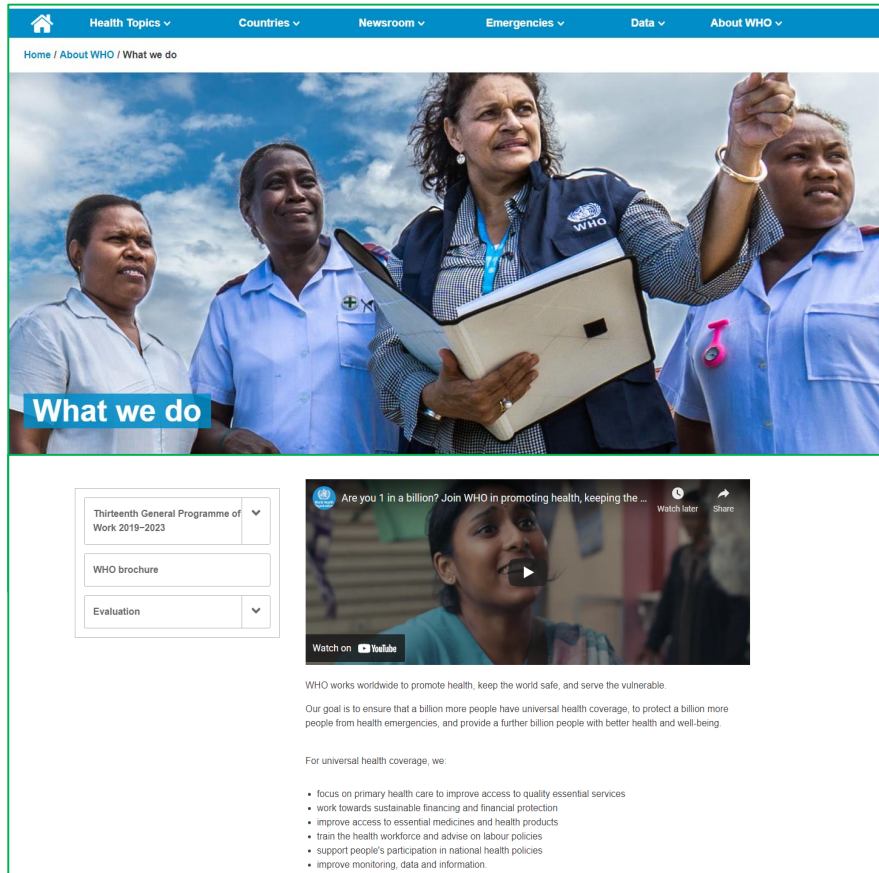 Health Topics
Countries
Newsroom
Emergencies
Data
About WHO
Home / About WHO / What we do
WHO
What we do
Thirteenth General Programme of
Work 2019–2023
WHO brochure
Evaluation
Are you 1 in a billion? Join WHO in promoting health, keeping the ...
Watch later
Share
Watch on YouTube
WHO works worldwide to promote health, keep the world safe, and serve the vulnerable.
Our goal is to ensure that a billion more people have universal health coverage, to protect a billion more
people from health emergencies, and provide a further billion people with better health and well-being.
For universal health coverage, we:
• focus on primary health care to improve access to quality essential services
• work towards sustainable financing and financial protection
• improve access to essential medicines and health products
• train the health workforce and advise on labour policies
• support people's participation in national health policies
• improve monitoring, data and information.